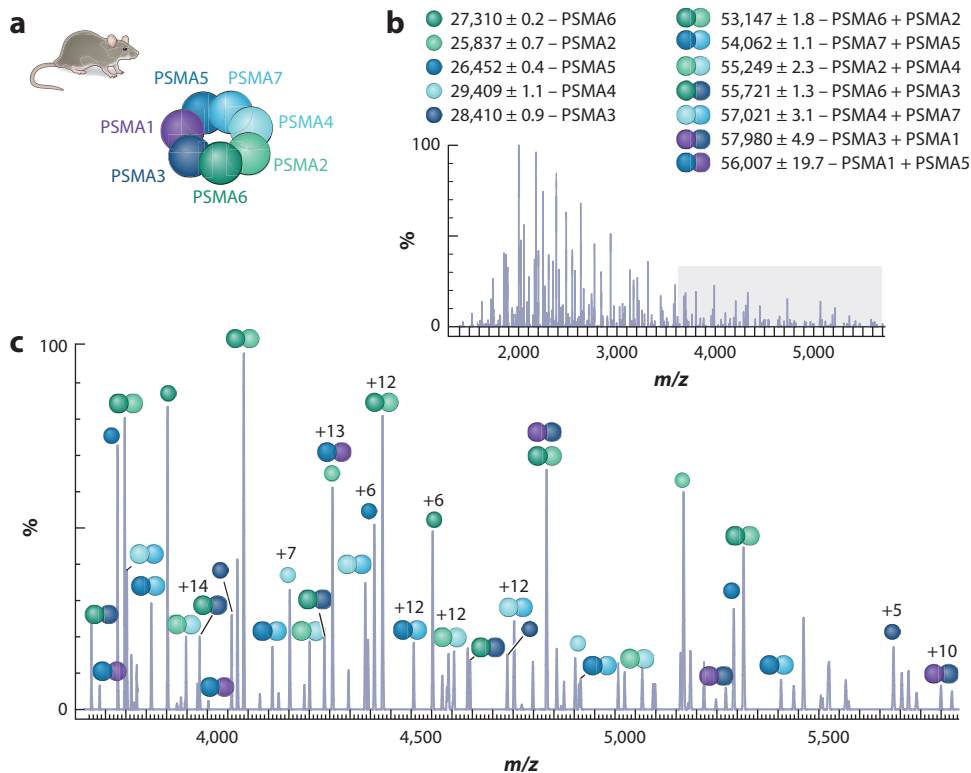 a
PSMA5
PSMA7
PSMA1
PSMA4
PSMA3
PSMA2
PSMA6
b
27,310 ± 0.2 – PSMA6
25,837 ± 0.7 – PSMA2
26,452 ± 0.4 – PSMA5
29,409 ± 1.1 – PSMA4
28,410 ± 0.9 – PSMA3
53,147 ± 1.8 – PSMA6 + PSMA2
54,062 ± 1.1 – PSMA7 + PSMA5
55,249 ± 2.3 – PSMA2 + PSMA4
55,721 ± 1.3 – PSMA6 + PSMA3
57,021 ± 3.1 – PSMA4 + PSMA7
57,980 ± 4.9 – PSMA3 + PSMA1
56,007 ± 19.7 – PSMA1 + PSMA5
100
%
0
2,000 3,000 4,000 5,000
m/z
c
100
%
0
+14
+7
+13
+6
+12
+6
+12
+12
+12
+5
+10
4,000 4,500 5,000 5,500
m/z